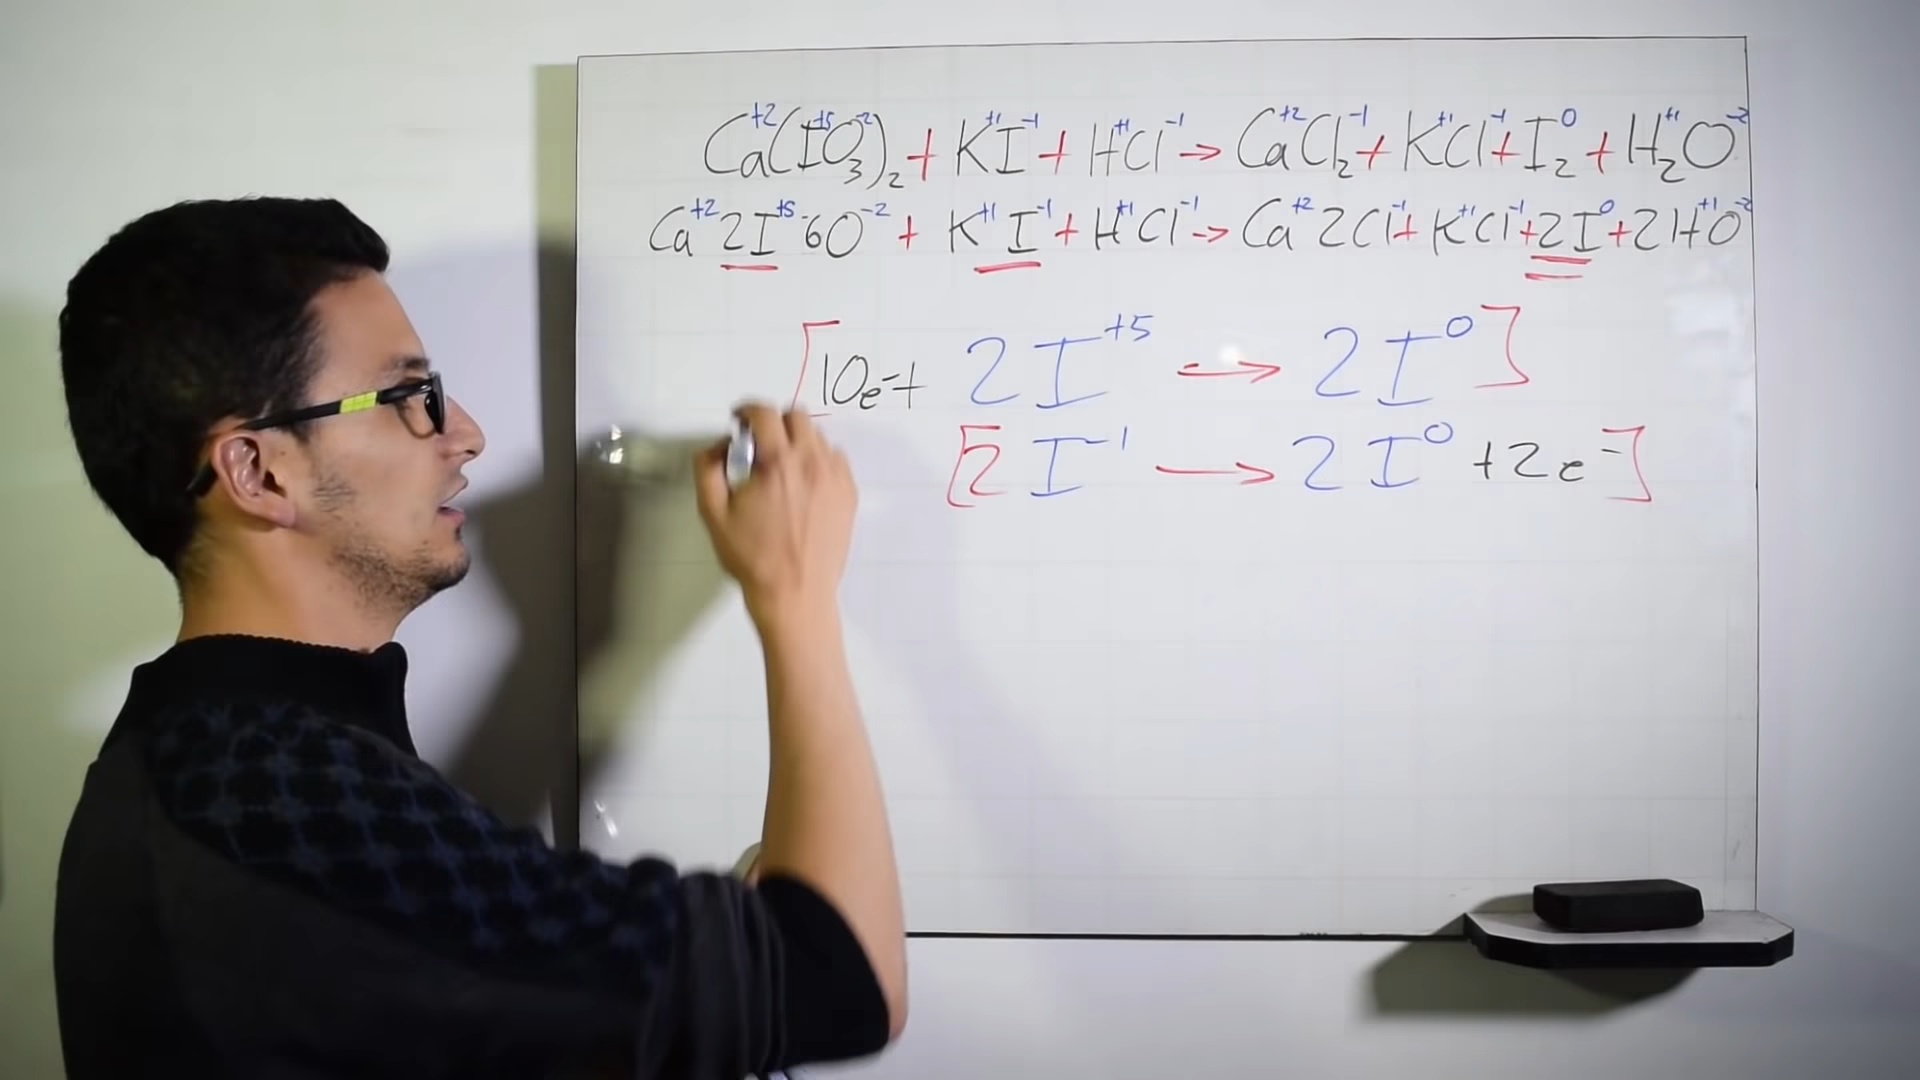 Ca⁺²(I⁺⁵O₃⁻²)₂ + K⁺¹I⁻¹ + H⁺¹Cl⁻¹ → Ca⁺²Cl₂⁻¹ + K⁺¹Cl⁻¹ + I₂⁰ + H₂⁺¹O⁻²
Ca⁺² 2I⁺⁵ 6O⁻² + K⁺¹ I⁻¹ + H⁺¹Cl⁻¹ → Ca⁺² 2Cl⁻¹ + K⁺¹Cl⁻¹ + 2I⁰ + 2H⁺¹O⁻²
[10e⁻ + 2I⁺⁵ → 2I⁰]
[2I⁻¹ → 2I⁰ + 2e⁻]